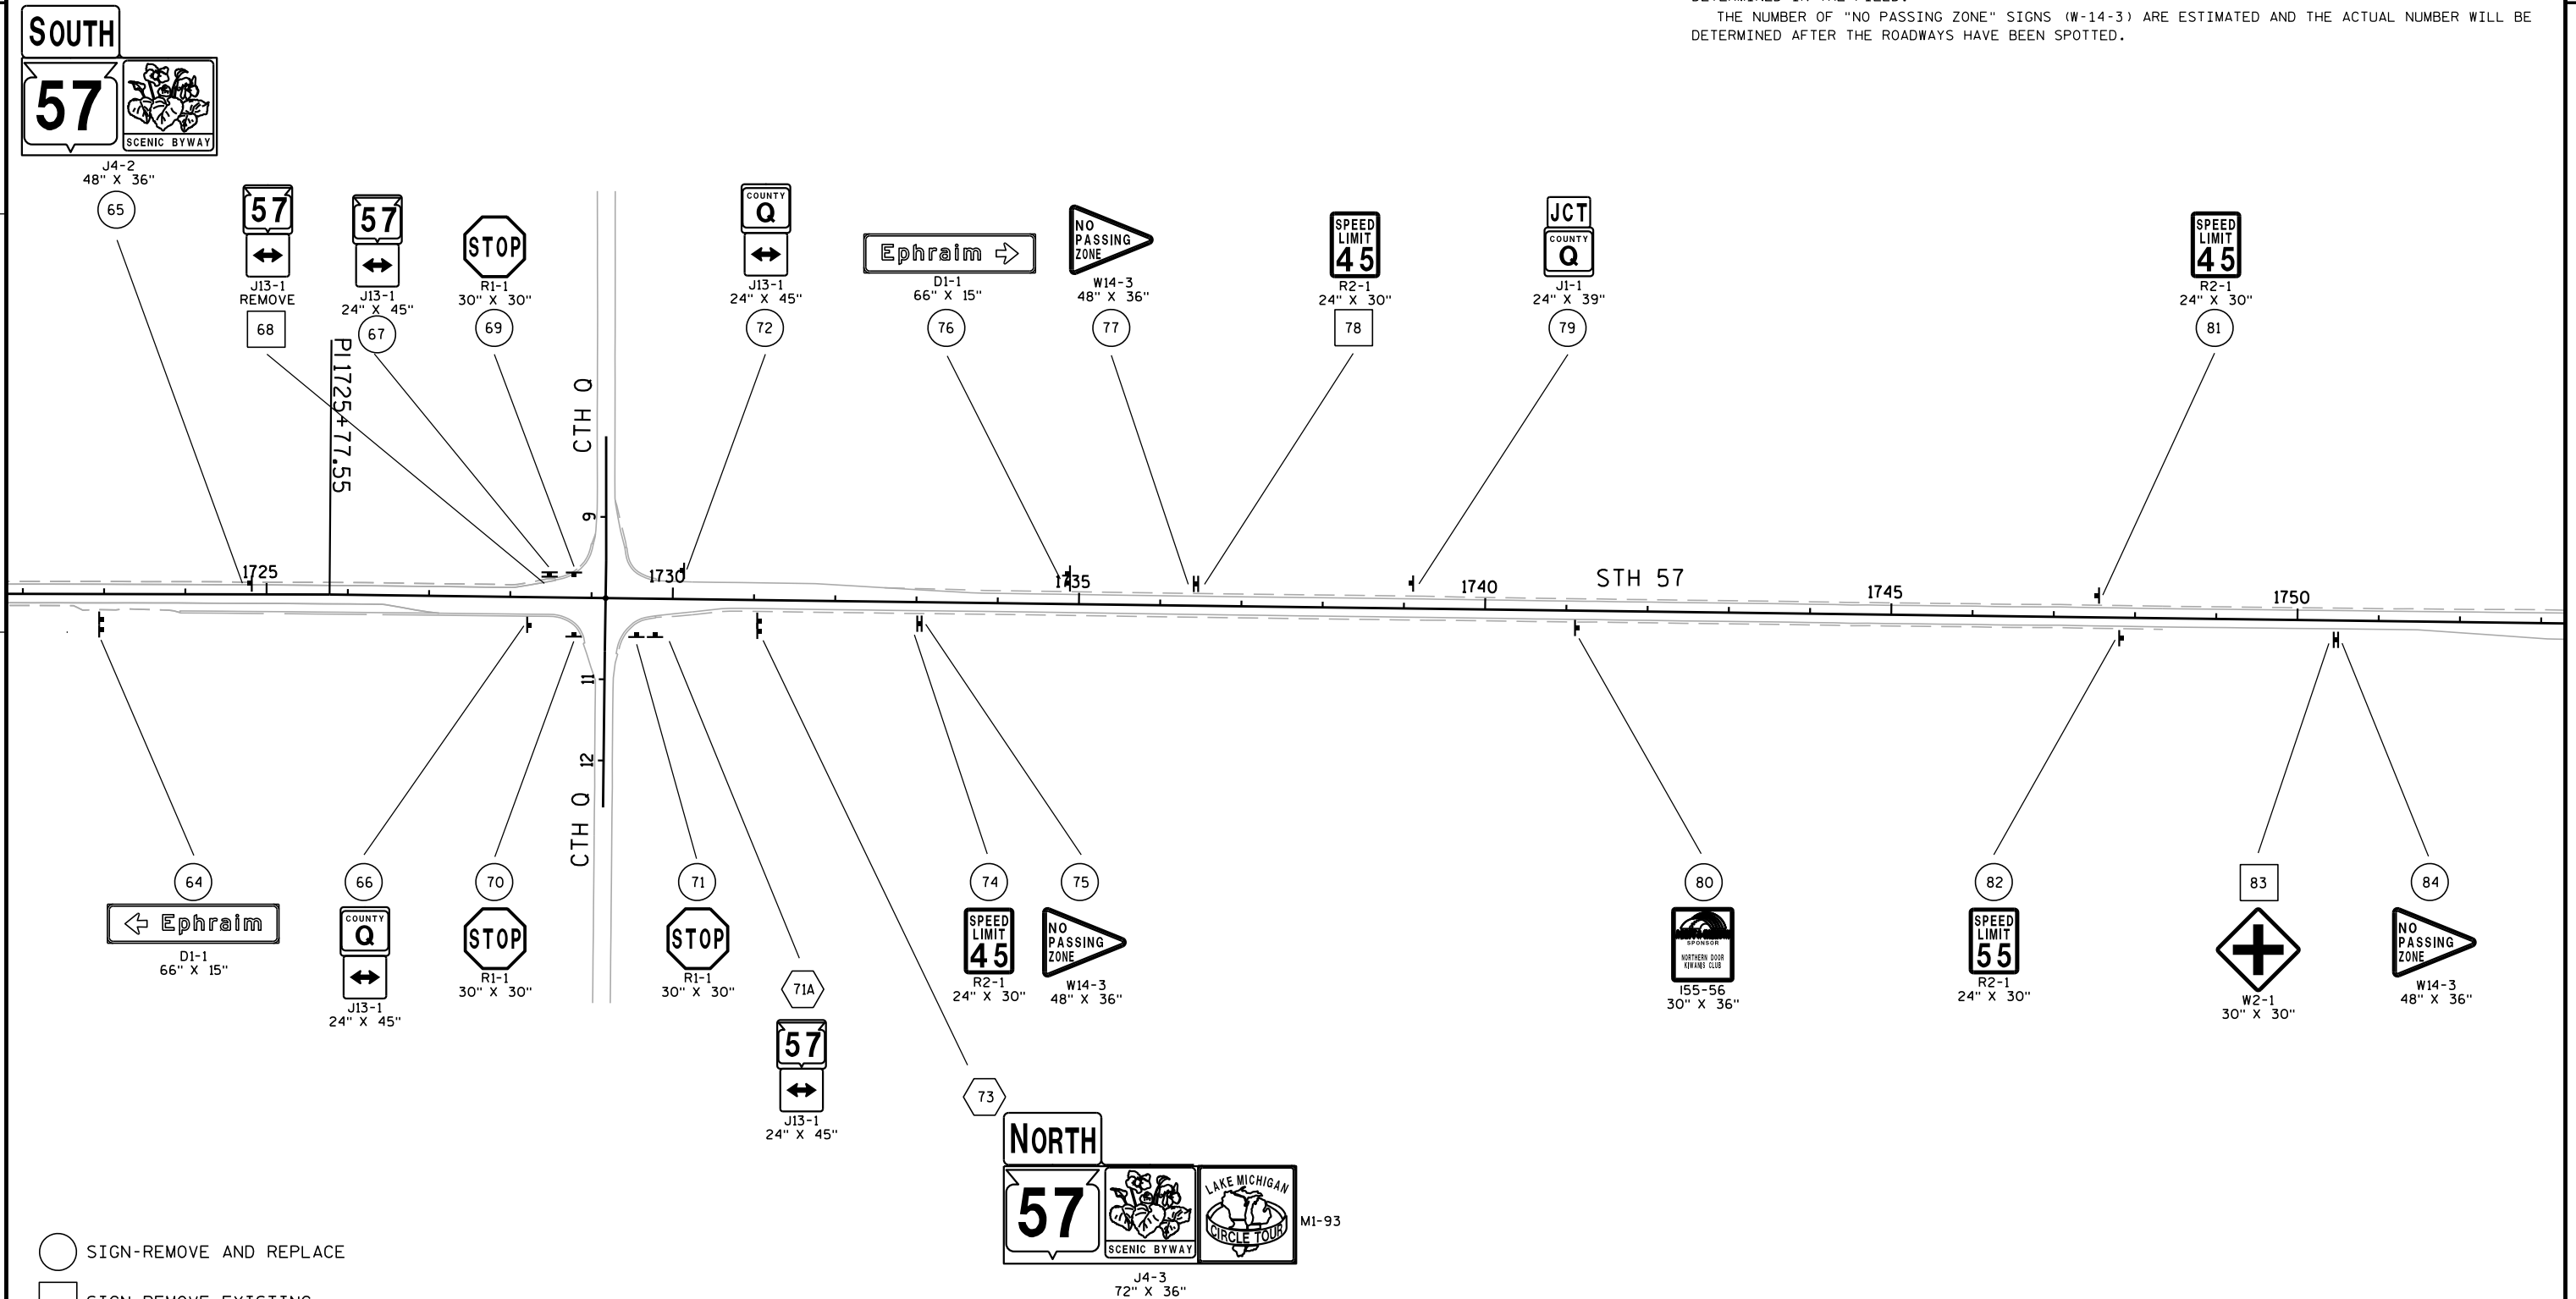 THE NUMBER OF "NO PASSING ZONE" SIGNS (W-14-3) ARE ESTIMATED AND THE ACTUAL NUMBER WILL BE
DETERMINED AFTER THE ROADWAYS HAVE BEEN SPOTTED.
SOUTH
57
SCENIC BYWAY
J4-2
48" X 36"
65
57
J13-1
REMOVE
68
57
J13-1
24" X 45"
67
STOP
R1-1
30" X 30"
69
COUNTY
Q
J13-1
24" X 45"
72
Ephraim
D1-1
66" X 15"
76
NO
PASSING
ZONE
W14-3
48" X 36"
77
SPEED
LIMIT
45
R2-1
24" X 30"
78
JCT
COUNTY
Q
J1-1
24" X 39"
79
SPEED
LIMIT
45
R2-1
24" X 30"
81
PI 1725+77.55
CTH Q
9
1725
1730
1735
1740
STH 57
1745
1750
11
12
CTH Q
64
Ephraim
D1-1
66" X 15"
66
COUNTY
Q
J13-1
24" X 45"
70
STOP
R1-1
30" X 30"
71
STOP
R1-1
30" X 30"
71A
57
J13-1
24" X 45"
73
NORTH
57
SCENIC BYWAY
LAKE MICHIGAN
CIRCLE TOUR
M1-93
J4-3
72" X 36"
74
SPEED
LIMIT
45
R2-1
24" X 30"
75
NO
PASSING
ZONE
W14-3
48" X 36"
80
SPONSOR
NORTHERN DOOR
KIWANIS CLUB
I55-56
30" X 36"
82
SPEED
LIMIT
55
R2-1
24" X 30"
83
W2-1
30" X 30"
84
NO
PASSING
ZONE
W14-3
48" X 36"
SIGN-REMOVE AND REPLACE